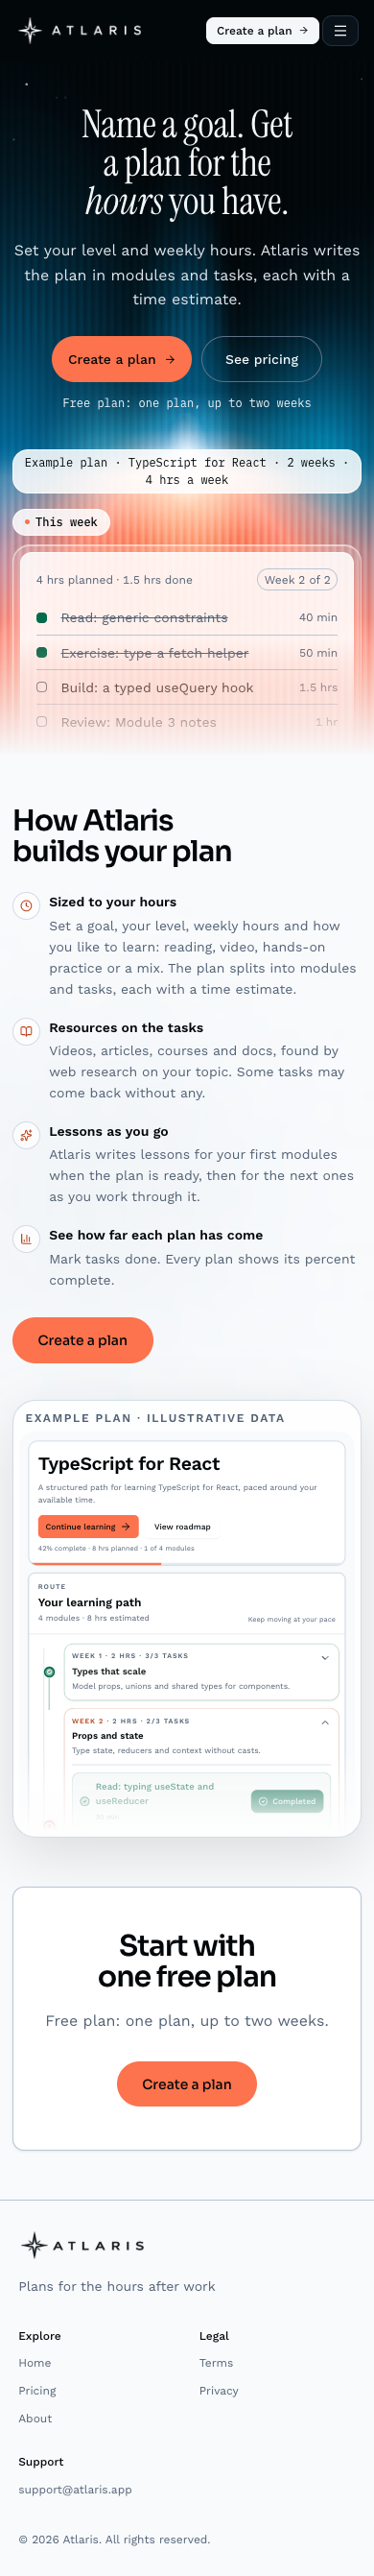 ATLARIS
Create a plan →
Name a goal. Get
a plan for the
hours you have.
Set your level and weekly hours. Atlaris writes
the plan in modules and tasks, each with a
time estimate.
Create a plan →
See pricing
Free plan: one plan, up to two weeks
Example plan · TypeScript for React · 2 weeks ·
4 hrs a week
This week
4 hrs planned · 1.5 hrs done
Week 2 of 2
Read: generic constraints
40 min
Exercise: type a fetch helper
50 min
Build: a typed useQuery hook
1.5 hrs
Review: Module 3 notes
1 hr
How Atlaris
builds your plan
Sized to your hours
Set a goal, your level, weekly hours and how
you like to learn: reading, video, hands-on
practice or a mix. The plan splits into modules
and tasks, each with a time estimate.
Resources on the tasks
Videos, articles, courses and docs, found by
web research on your topic. Some tasks may
come back without any.
Lessons as you go
Atlaris writes lessons for your first modules
when the plan is ready, then for the next ones
as you work through it.
See how far each plan has come
Mark tasks done. Every plan shows its percent
complete.
Create a plan
EXAMPLE PLAN · ILLUSTRATIVE DATA
TypeScript for React
A structured path for learning TypeScript for React, paced around your
available time.
Continue learning →
View roadmap
42% complete · 8 hrs planned · 1 of 4 modules
ROUTE
Your learning path
4 modules · 8 hrs estimated
Keep moving at your pace
WEEK 1 · 2 HRS · 3/3 TASKS
Types that scale
Model props, unions and shared types for components.
WEEK 2 · 2 HRS · 2/3 TASKS
Props and state
Type state, reducers and context without casts.
Read: typing useState and
useReducer
Completed
Start with
one free plan
Free plan: one plan, up to two weeks.
Create a plan
ATLARIS
Plans for the hours after work
Explore
Legal
Home
Terms
Pricing
Privacy
About
Support
support@atlaris.app
© 2026 Atlaris. All rights reserved.